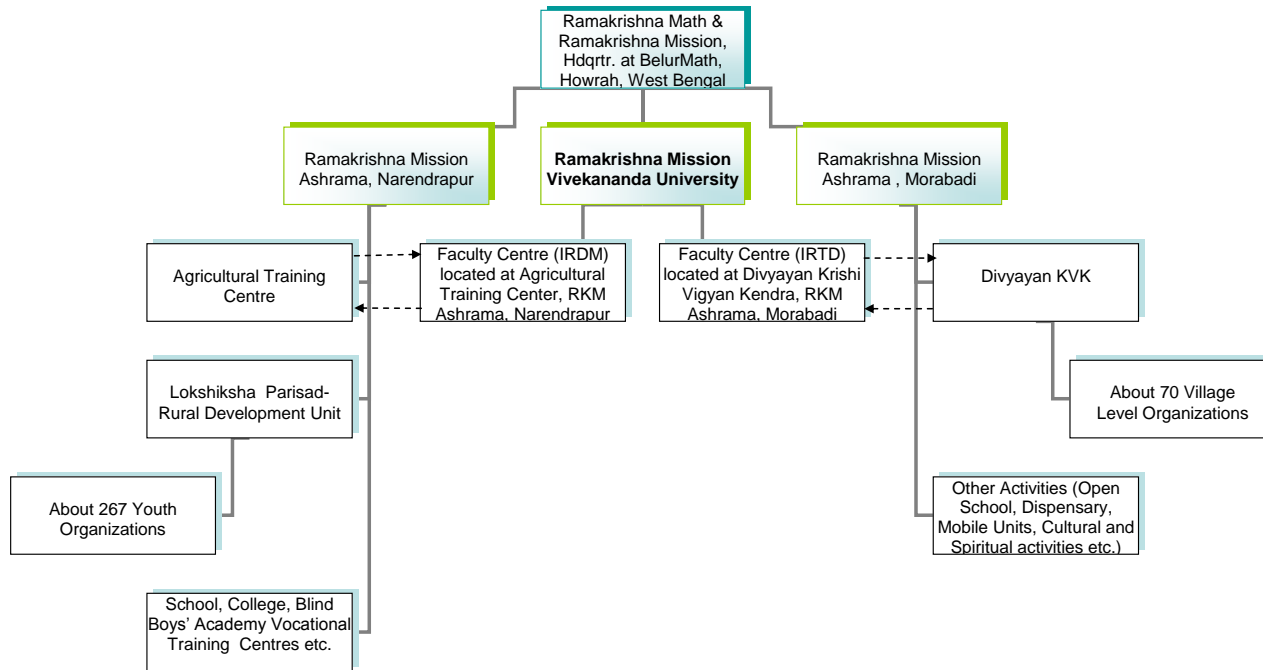 Ramakrishna Math &
Ramakrishna Mission,
Hdqrtr. at BelurMath,
Howrah, West Bengal
Ramakrishna Mission
Ashrama, Narendrapur
Ramakrishna Mission
Vivekananda University
Ramakrishna Mission
Ashrama , Morabadi
Agricultural Training
Centre
Faculty Centre (IRDM)
located at Agricultural
Training Center, RKM
Ashrama, Narendrapur
Faculty Centre (IRTD)
located at Divyayan Krishi
Vigyan Kendra, RKM
Ashrama, Morabadi
Divyayan KVK
Lokshiksha Parisad-
Rural Development Unit
About 70 Village
Level Organizations
About 267 Youth
Organizations
Other Activities (Open
School, Dispensary,
Mobile Units, Cultural and
Spiritual activities etc.)
School, College, Blind
Boys' Academy Vocational
Training Centres etc.